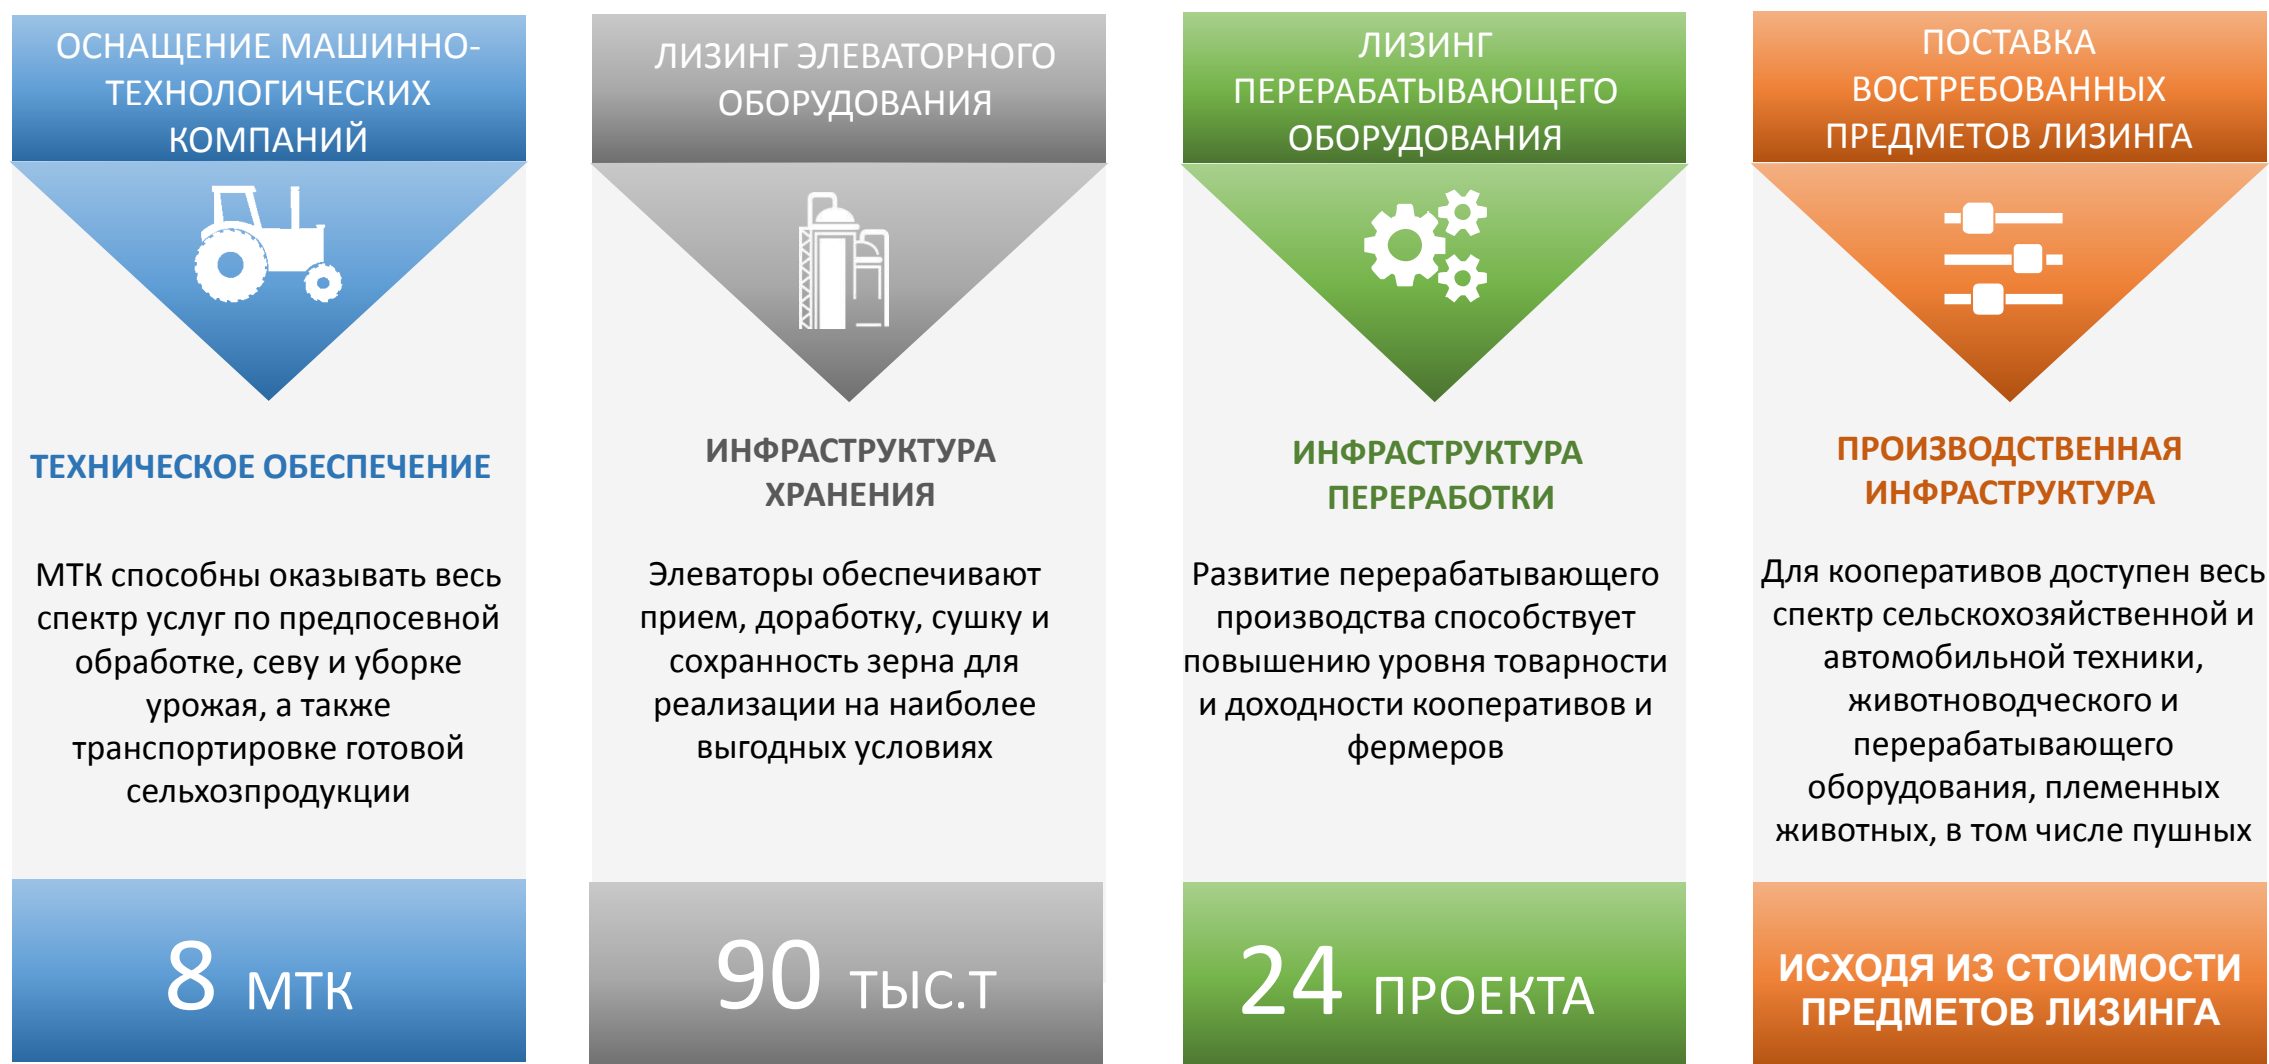 ОСНАЩЕНИЕ МАШИННО-
ТЕХНОЛОГИЧЕСКИХ
КОМПАНИЙ
ТЕХНИЧЕСКОЕ ОБЕСПЕЧЕНИЕ
МТК способны оказывать весь
спектр услуг по предпосевной
обработке, севу и уборке
урожая, а также
транспортировке готовой
сельхозпродукции
8 МТК
ЛИЗИНГ ЭЛЕВАТОРНОГО
ОБОРУДОВАНИЯ
ИНФРАСТРУКТУРА
ХРАНЕНИЯ
Элеваторы обеспечивают
прием, доработку, сушку и
сохранность зерна для
реализации на наиболее
выгодных условиях
90 ТЫС.Т
ЛИЗИНГ
ПЕРЕРАБАТЫВАЮЩЕГО
ОБОРУДОВАНИЯ
ИНФРАСТРУКТУРА
ПЕРЕРАБОТКИ
Развитие перерабатывающего
производства способствует
повышению уровня товарности
и доходности кооперативов и
фермеров
24 ПРОЕКТА
ПОСТАВКА
ВОСТРЕБОВАННЫХ
ПРЕДМЕТОВ ЛИЗИНГА
ПРОИЗВОДСТВЕННАЯ
ИНФРАСТРУКТУРА
Для кооперативов доступен весь
спектр сельскохозяйственной и
автомобильной техники,
животноводческого и
перерабатывающего
оборудования, племенных
животных, в том числе пушных
ИСХОДЯ ИЗ СТОИМОСТИ
ПРЕДМЕТОВ ЛИЗИНГА